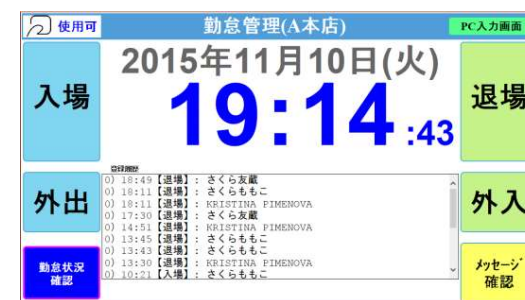 使用可
勤怠管理(A本店)
PC入力画面
入場
2015年11月10日(火)
19:14:43
退場
登録履歴
外出
0) 18:49【退場】: さくら友蔵
0) 18:11【退場】: さくらももこ
0) 18:11【退場】: KRISTINA PIMENOVA
0) 17:30【退場】: さくら友蔵
0) 14:51【退場】: KRISTINA PIMENOVA
0) 13:45【退場】: さくらももこ
0) 13:43【退場】: さくらももこ
0) 13:30【退場】: KRISTINA PIMENOVA
0) 10:21【入場】: さくらももこ
外入
勤怠状況
確認
メッセージ
確認